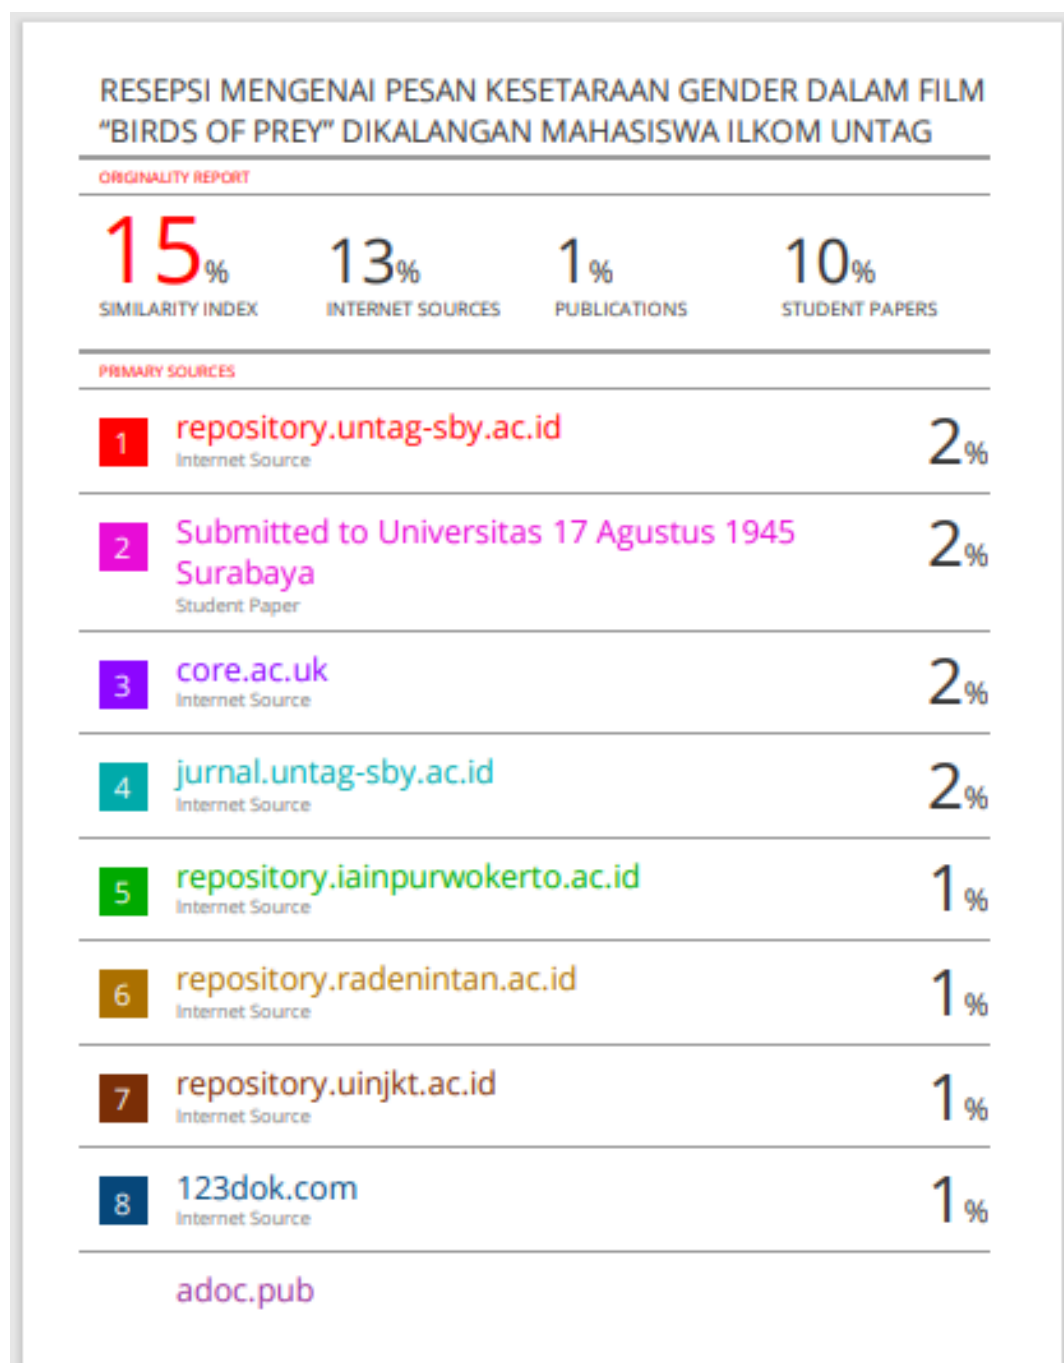 RESEPSI MENGENAI PESAN KESETARAAN GENDER DALAM FILM
“BIRDS OF PREY” DIKALANGAN MAHASISWA ILKOM UNTAG
ORIGINALITY REPORT
15% 13% 1% 10%
SIMILARITY INDEX INTERNET SOURCES PUBLICATIONS STUDENT PAPERS
PRIMARY SOURCES
1 repository.untag-sby.ac.id 2%
Internet Source
2 Submitted to Universitas 17 Agustus 1945 2%
Surabaya
Student Paper
3 core.ac.uk 2%
Internet Source
4 jurnal.untag-sby.ac.id 2%
Internet Source
5 repository.iainpurwokerto.ac.id 1%
Internet Source
6 repository.radenintan.ac.id 1%
Internet Source
7 repository.uinjkt.ac.id 1%
Internet Source
8 123dok.com 1%
Internet Source
adoc.pub